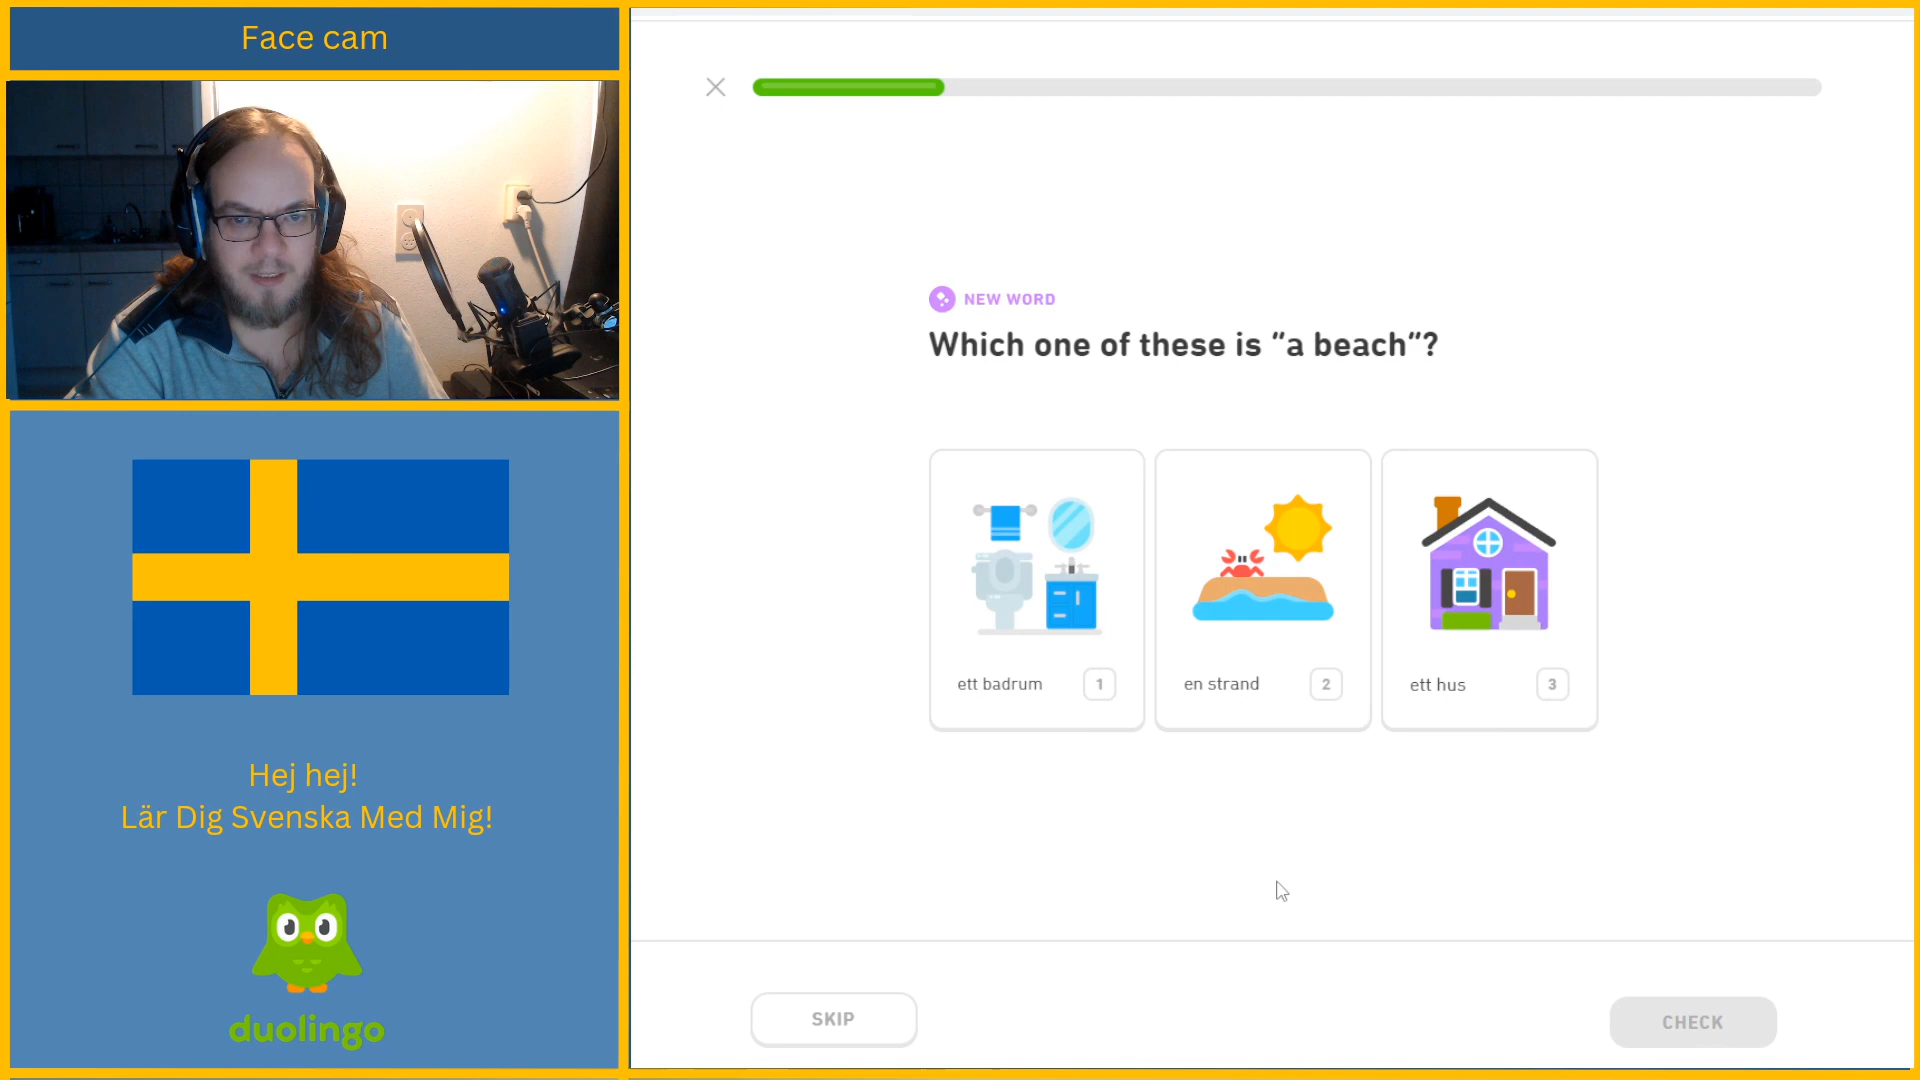 Face cam
Hej hej!
Lär Dig Svenska Med Mig!
duolingo
NEW WORD
Which one of these is “a beach”?
ett badrum 1
en strand 2
ett hus 3
SKIP
CHECK